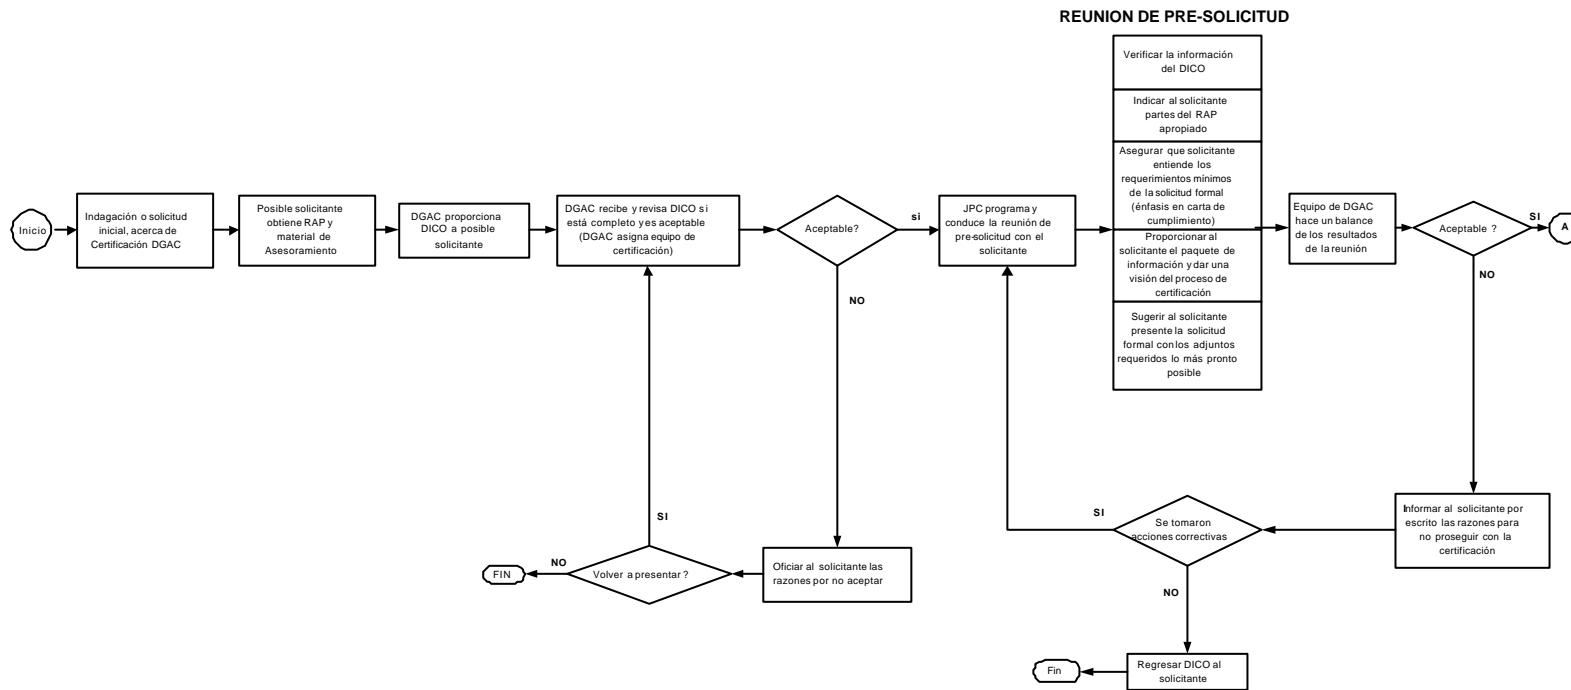 REUNION DE PRE-SOLICITUD
Inicio
Indagación o solicitud
inicial, acerca de
Certificación DGAC
Posible solicitante
obtiene RAP y
material de
Asesoramiento
DGAC proporciona
DICO a posible
solicitante
DGAC recibe y revisa DICO si
está completo y es aceptable
(DGAC asigna equipo de
certificación)
Aceptable?
si
NO
JPC programa y
conduce la reunión de
pre-solicitud con el
solicitante
Verificar la información
del DICO
Indicar al solicitante
partes del RAP
apropiado
Asegurar que solicitante
entiende los
requerimientos mínimos
de la solicitud formal
(énfasis en carta de
cumplimiento)
Proporcionar al
solicitante el paquete de
información y dar una
visión del proceso de
certificación
Sugerir al solicitante
presente la solicitud
formal con los adjuntos
requeridos lo más pronto
posible
Equipo de DGAC
hace un balance
de los resultados
de la reunión
Aceptable ?
SI
A
NO
Informar al solicitante por
escrito las razones para
no proseguir con la
certificación
Se tomaron
acciones correctivas
SI
NO
Regresar DICO al
solicitante
Fin
Oficiar al solicitante las
razones por no aceptar
Volver a presentar ?
SI
NO
FIN